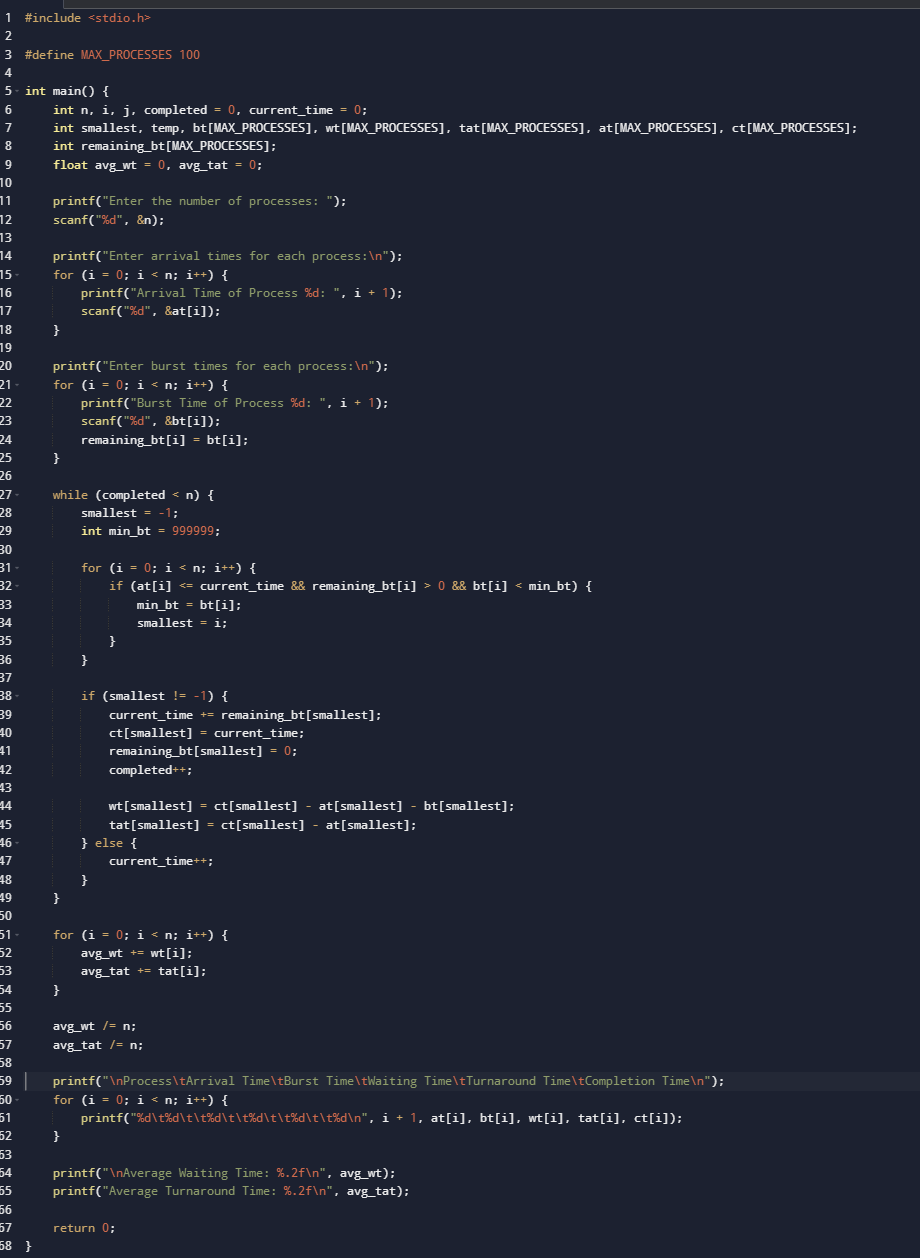 1 #include <stdio.h>
2
3 #define MAX_PROCESSES 100
4
5 int main() {
6     int n, i, j, completed = 0, current_time = 0;
7     int smallest, temp, bt[MAX_PROCESSES], wt[MAX_PROCESSES], tat[MAX_PROCESSES], at[MAX_PROCESSES], ct[MAX_PROCESSES];
8     int remaining_bt[MAX_PROCESSES];
9     float avg_wt = 0, avg_tat = 0;
10
11     printf("Enter the number of processes: ");
12     scanf("%d", &n);
13
14     printf("Enter arrival times for each process:\n");
15     for (i = 0; i < n; i++) {
16         printf("Arrival Time of Process %d: ", i + 1);
17         scanf("%d", &at[i]);
18     }
19
20     printf("Enter burst times for each process:\n");
21     for (i = 0; i < n; i++) {
22         printf("Burst Time of Process %d: ", i + 1);
23         scanf("%d", &bt[i]);
24         remaining_bt[i] = bt[i];
25     }
26
27     while (completed < n) {
28         smallest = -1;
29         int min_bt = 999999;
30
31         for (i = 0; i < n; i++) {
32             if (at[i] <= current_time && remaining_bt[i] > 0 && bt[i] < min_bt) {
33                 min_bt = bt[i];
34                 smallest = i;
35             }
36         }
37
38         if (smallest != -1) {
39             current_time += remaining_bt[smallest];
40             ct[smallest] = current_time;
41             remaining_bt[smallest] = 0;
42             completed++;
43
44             wt[smallest] = ct[smallest] - at[smallest] - bt[smallest];
45             tat[smallest] = ct[smallest] - at[smallest];
46         } else {
47             current_time++;
48         }
49     }
50
51     for (i = 0; i < n; i++) {
52         avg_wt += wt[i];
53         avg_tat += tat[i];
54     }
55
56     avg_wt /= n;
57     avg_tat /= n;
58
59     printf("\nProcess\tArrival Time\tBurst Time\tWaiting Time\tTurnaround Time\tCompletion Time\n");
60     for (i = 0; i < n; i++) {
61         printf("%d\t%d\t\t%d\t\t%d\t\t%d\t\t%d\n", i + 1, at[i], bt[i], wt[i], tat[i], ct[i]);
62     }
63
64     printf("\nAverage Waiting Time: %.2f\n", avg_wt);
65     printf("Average Turnaround Time: %.2f\n", avg_tat);
66
67     return 0;
68 }